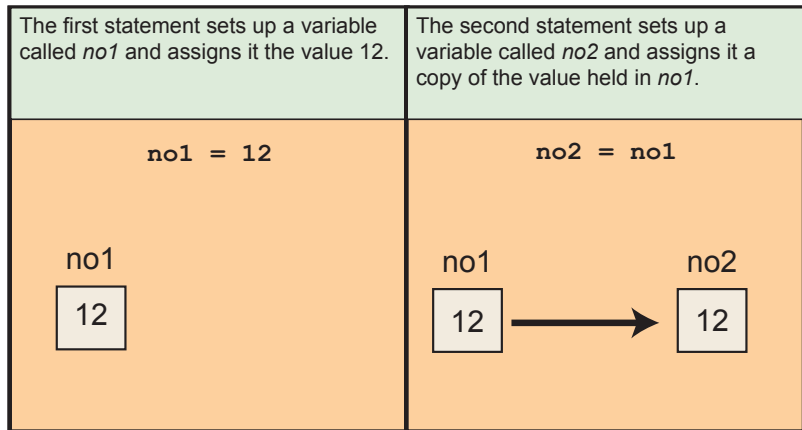 The first statement sets up a variable
called no1 and assigns it the value 12.
The second statement sets up a
variable called no2 and assigns it a
copy of the value held in no1.
no1 = 12
no1
12
no2 = no1
no1
no2
12
12